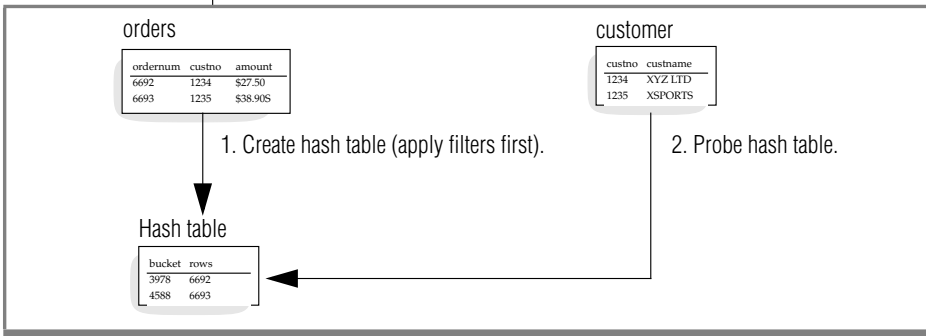 orders
ordernum custno amount
6692 1234 $27.50
6693 1235 $38.90S
customer
custno custname
1234 XYZ LTD
1235 XSPORTS
1. Create hash table (apply filters first).
2. Probe hash table.
Hash table
bucket rows
3978 6692
4588 6693